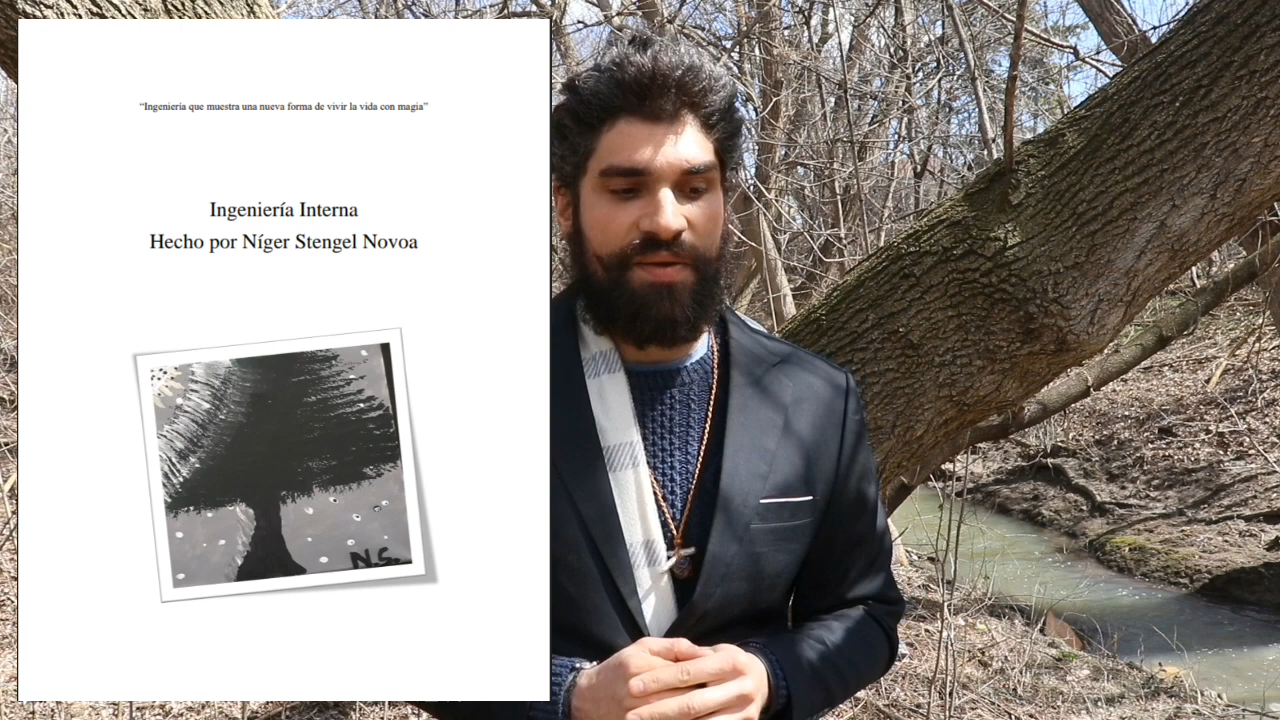 “Ingeniería que muestra una nueva forma de vivir la vida con magia”
Ingeniería Interna
Hecho por Níger Stengel Novoa
N.S.